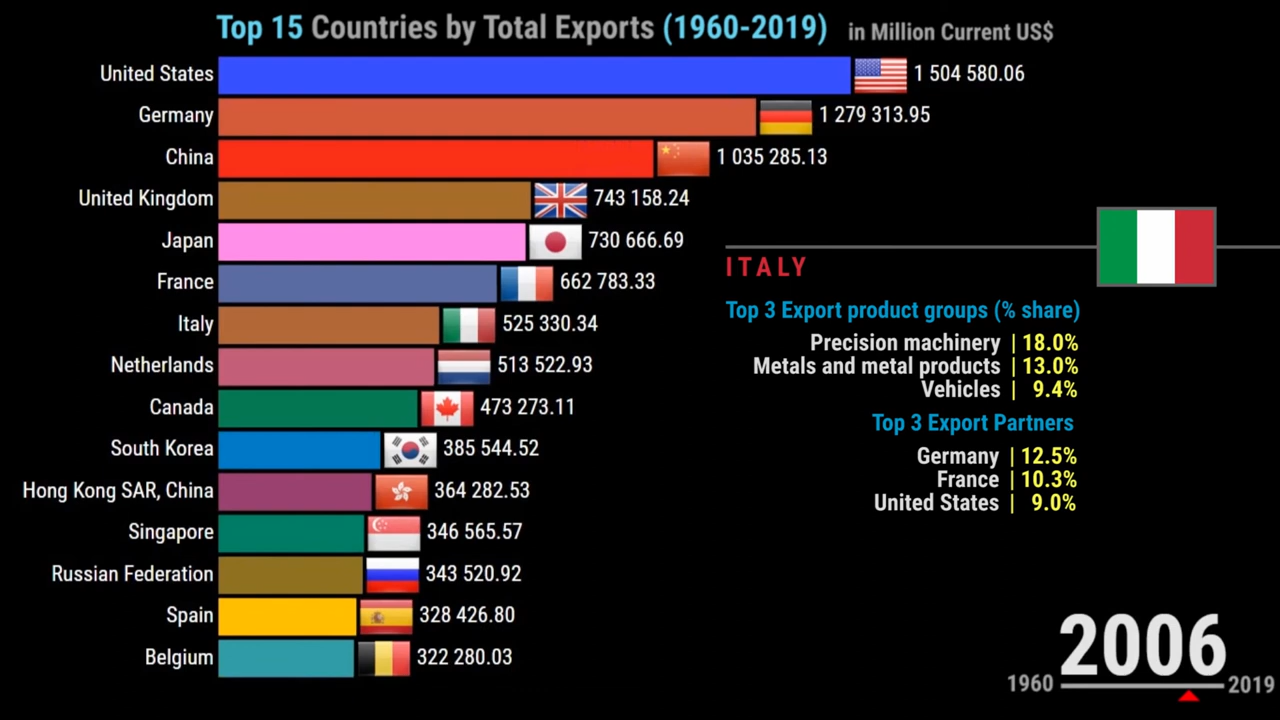 Top 15 Countries by Total Exports (1960-2019) in Million Current US$
United States 1 504 580.06
Germany 1 279 313.95
China 1 035 285.13
United Kingdom 743 158.24
Japan 730 666.69
France 662 783.33
Italy 525 330.34
Netherlands 513 522.93
Canada 473 273.11
South Korea 385 544.52
Hong Kong SAR, China 364 282.53
Singapore 346 565.57
Russian Federation 343 520.92
Spain 328 426.80
Belgium 322 280.03
ITALY
Top 3 Export product groups (% share)
Precision machinery | 18.0%
Metals and metal products | 13.0%
Vehicles | 9.4%
Top 3 Export Partners
Germany | 12.5%
France | 10.3%
United States | 9.0%
2006
1960 2019